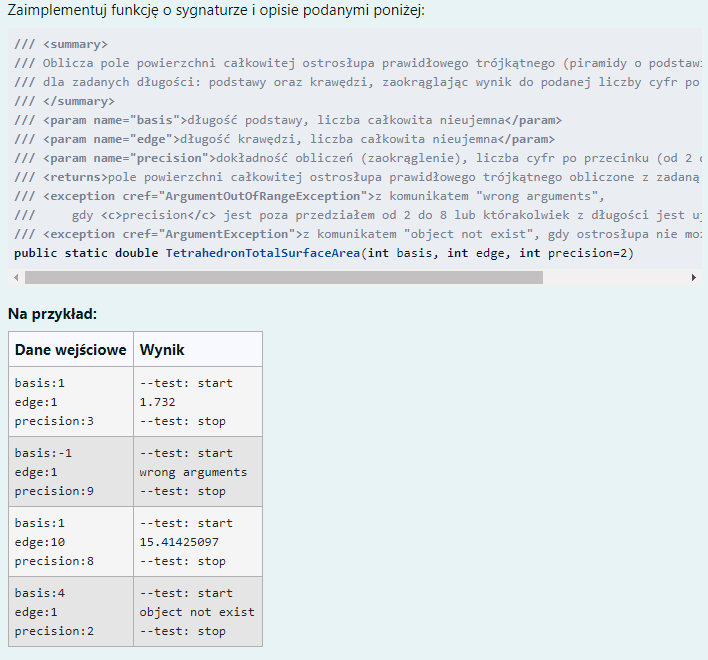 Zaimplementuj funkcję o sygnaturze i opisie podanymi poniżej:
/// <summary>
/// Oblicza pole powierzchni całkowitej ostrosłupa prawidłowego trójkątnego (piramidy o
/// dla zadanych długości: podstawy oraz krawędzi, zaokrąglając wynik do podanej liczby cyfr po
/// </summary>
/// <param name="basis">długość podstawy, liczba całkowita nieujemna</param>
/// <param name="edge">długość krawędzi, liczba całkowita nieujemna</param>
/// <param name="precision">dokładność obliczeń (zaokrąglenie), liczba cyfr po przecinku (od 2
/// <returns>pole powierzchni całkowitej ostrosłupa prawidłowego trójkątnego obliczone z zadaną
/// <exception cref="ArgumentOutOfRangeException">z komunikatem "wrong arguments",
/// gdy <c>precision</c> jest poza przedziałem od 2 do 8 lub którakolwiek z długości jest
/// <exception cref="ArgumentException">z komunikatem "object not exist", gdy ostrosłupa nie
public static double TetrahedronTotalSurfaceArea(int basis, int edge, int precision=2)
Na przykład:
Dane wejściowe Wynik
basis:1 --test: start
edge:1 1.732
precision:3 --test: stop
basis:-1 --test: start
edge:1 wrong arguments
precision:9 --test: stop
basis:1 --test: start
edge:10 15.41425097
precision:8 --test: stop
basis:4 --test: start
edge:1 object not exist
precision:2 --test: stop